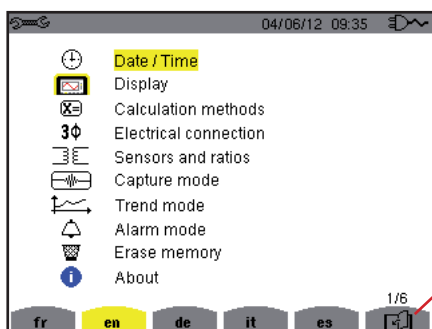 04/06/12 09:35
Date / Time
Display
X= Calculation methods
3ϕ Electrical connection
Sensors and ratios
Capture mode
Trend mode
Alarm mode
Erase memory
i About
1/6
fr en de it es